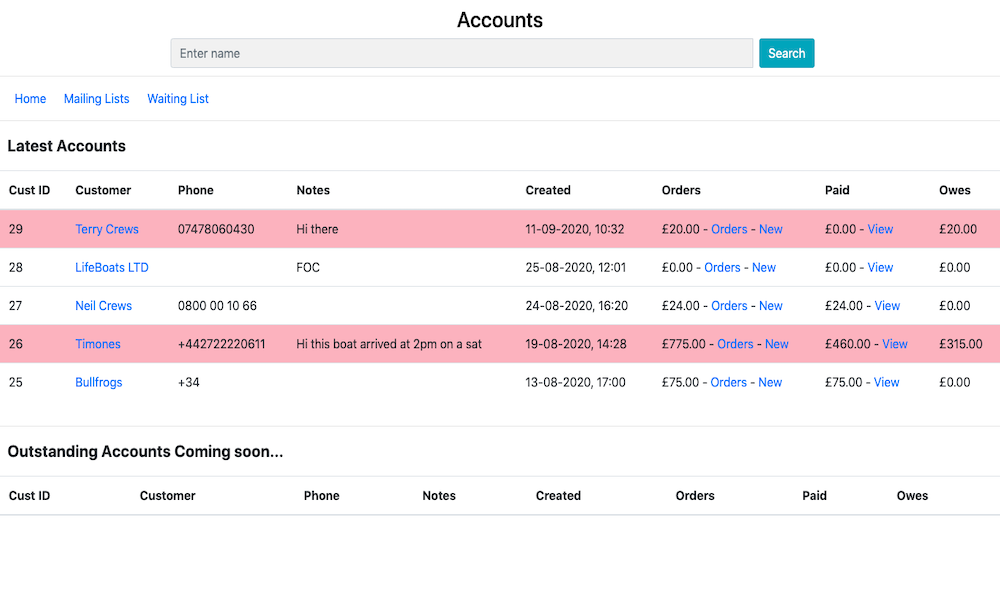 Accounts
Enter name Search
Home Mailing Lists Waiting List
Latest Accounts
Cust ID Customer Phone Notes Created Orders Paid Owes
29 Terry Crews 07478060430 Hi there 11-09-2020, 10:32 £20.00 - Orders - New £0.00 - View £20.00
28 LifeBoats LTD FOC 25-08-2020, 12:01 £0.00 - Orders - New £0.00 - View £0.00
27 Neil Crews 0800 00 10 66 24-08-2020, 16:20 £24.00 - Orders - New £24.00 - View £0.00
26 Timones +442722220611 Hi this boat arrived at 2pm on a sat 19-08-2020, 14:28 £775.00 - Orders - New £460.00 - View £315.00
25 Bullfrogs +34 13-08-2020, 17:00 £75.00 - Orders - New £75.00 - View £0.00
Outstanding Accounts Coming soon...
Cust ID Customer Phone Notes Created Orders Paid Owes